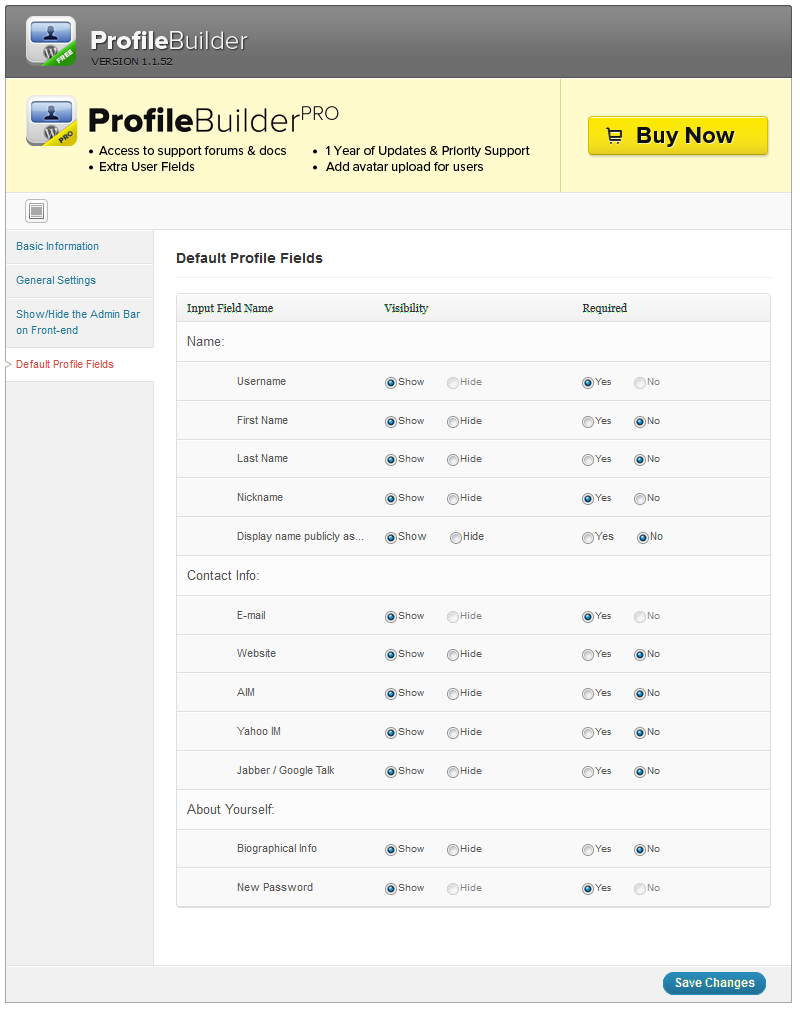 ProfileBuilder
VERSION 1.1.52
FREE
ProfileBuilder PRO
PRO
• Access to support forums & docs • 1 Year of Updates & Priority Support
• Extra User Fields • Add avatar upload for users
Buy Now
Basic Information
General Settings
Show/Hide the Admin Bar
on Front-end
Default Profile Fields
Default Profile Fields
Input Field Name Visibility Required
Name:
Username Show Hide Yes No
First Name Show Hide Yes No
Last Name Show Hide Yes No
Nickname Show Hide Yes No
Display name publicly as... Show Hide Yes No
Contact Info:
E-mail Show Hide Yes No
Website Show Hide Yes No
AIM Show Hide Yes No
Yahoo IM Show Hide Yes No
Jabber / Google Talk Show Hide Yes No
About Yourself:
Biographical Info Show Hide Yes No
New Password Show Hide Yes No
Save Changes